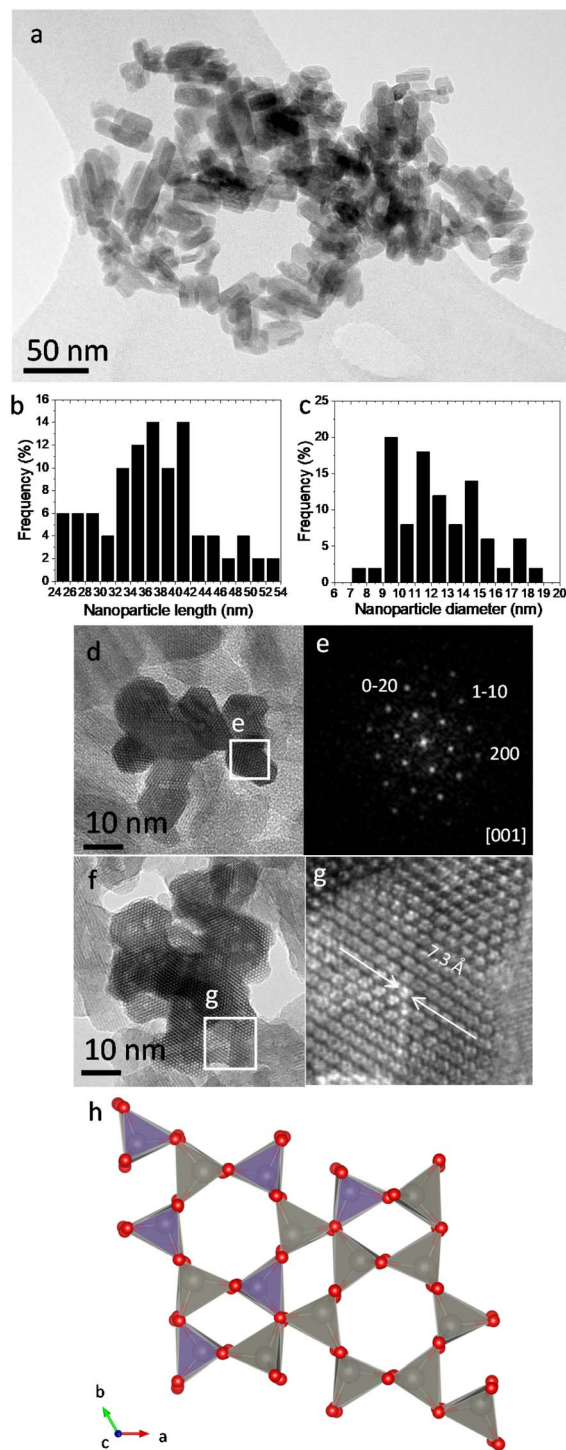 a
50 nm
b
16
14
12
10
8
6
4
2
0
Frequency (%)
24 26 28 30 32 34 36 38 40 42 44 46 48 50 52 54
Nanoparticle length (nm)
c
25
20
15
10
5
0
Frequency (%)
6 7 8 9 10 11 12 13 14 15 16 17 18 19 20
Nanoparticle diameter (nm)
d
e
10 nm
e
0-20
1-10
200
[001]
f
g
10 nm
g
7.3 Å
h
b
c
a